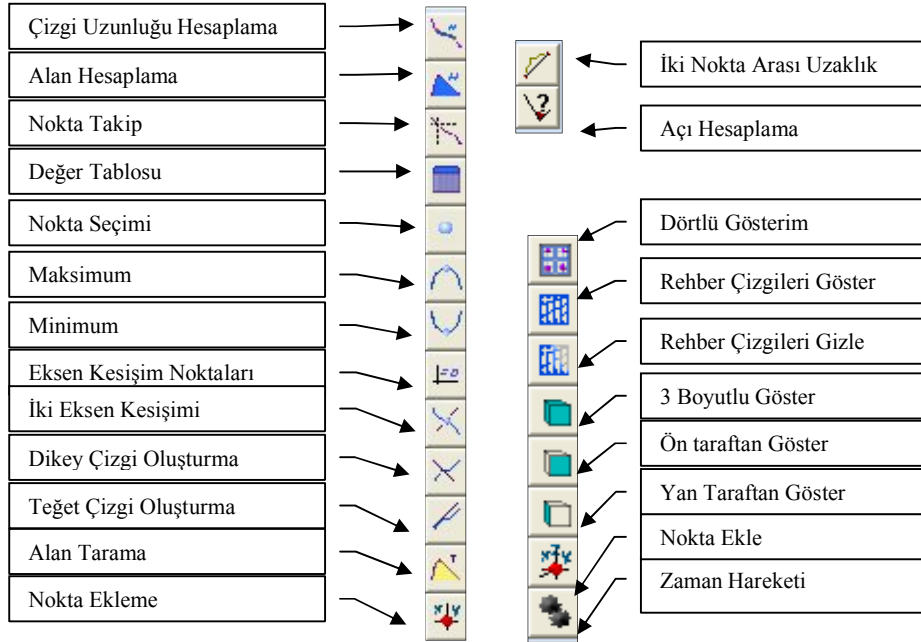 Çizgi Uzunluğu Hesaplama
Alan Hesaplama
Nokta Takip
Değer Tablosu
Nokta Seçimi
Maksimum
Minimum
Eksen Kesişim Noktaları
İki Eksen Kesişimi
Dikey Çizgi Oluşturma
Teğet Çizgi Oluşturma
Alan Tarama
Nokta Ekleme
İki Nokta Arası Uzaklık
Açı Hesaplama
Dörtlü Gösterim
Rehber Çizgileri Göster
Rehber Çizgileri Gizle
3 Boyutlu Göster
Ön taraftan Göster
Yan Taraftan Göster
Nokta Ekle
Zaman Hareketi